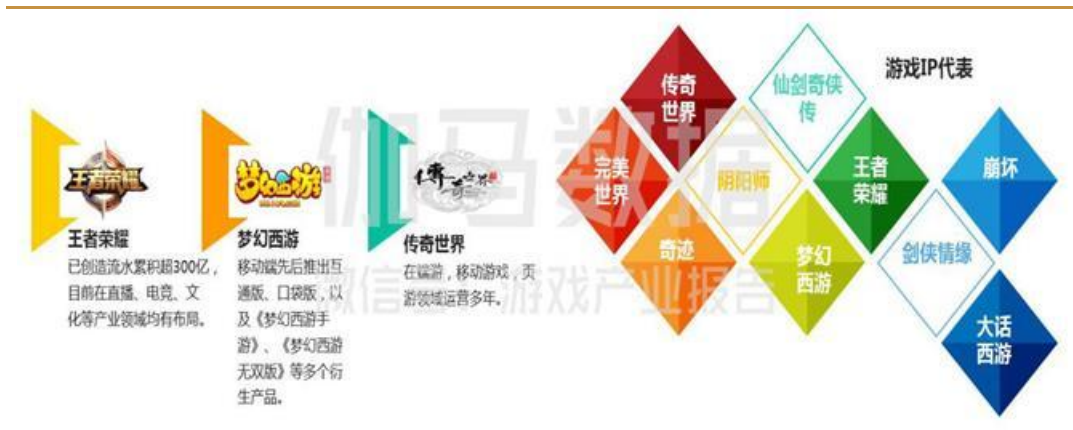 王者荣耀
王者荣耀
已创造流水累积超300亿，
目前在直播、电竞、文
化等产业领域均有布局。
梦幻西游
梦幻西游
移动端先后推出互
通版、口袋版，以
及《梦幻西游手
游》、《梦幻西游
无双版》等多个衍
生产品。
传奇世界
传奇世界
在端游，移动游戏，页
游领域运营多年。
游戏IP代表
传奇
世界
仙剑奇侠
传
完美
世界
阴阳师
王者
荣耀
崩坏
奇迹
梦幻
西游
剑侠情缘
大话
西游
伽马数据
游戏产业报告